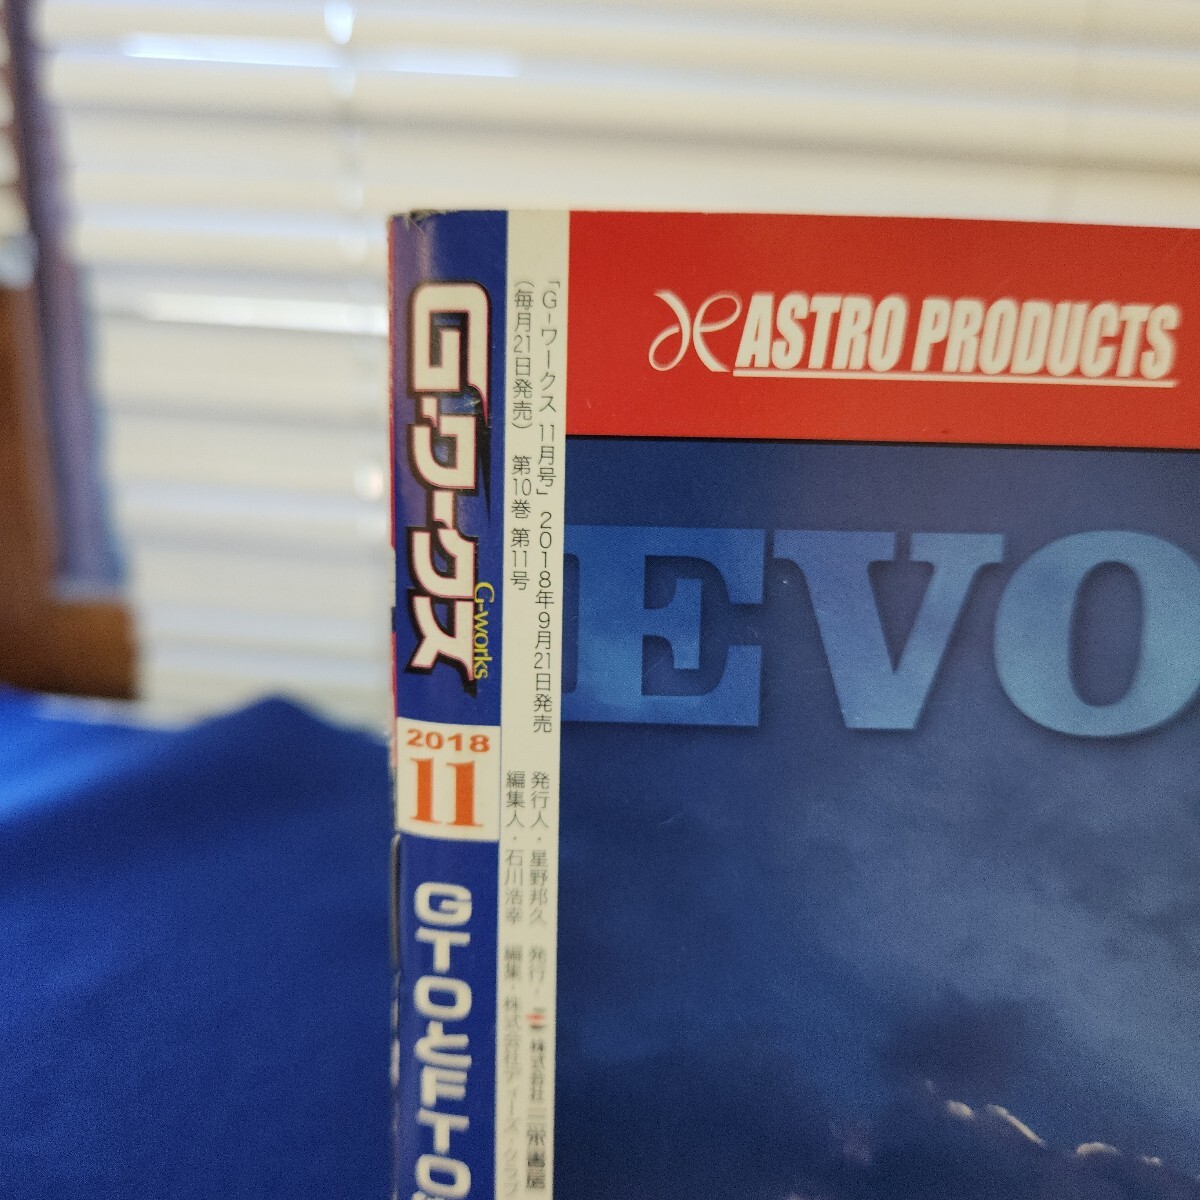 G・ワークス
G-works
2018
11
GTOとFTO
「G-ワークス 11月号」 2018年9月21日発売
(毎月21日発売) 第10巻 第11号
発行人・星野邦久 発行・ 株式会社 三栄書房
編集人・石川浩幸 編集・株式会社ディーズ・クラブ
ASTRO PRODUCTS
EVO